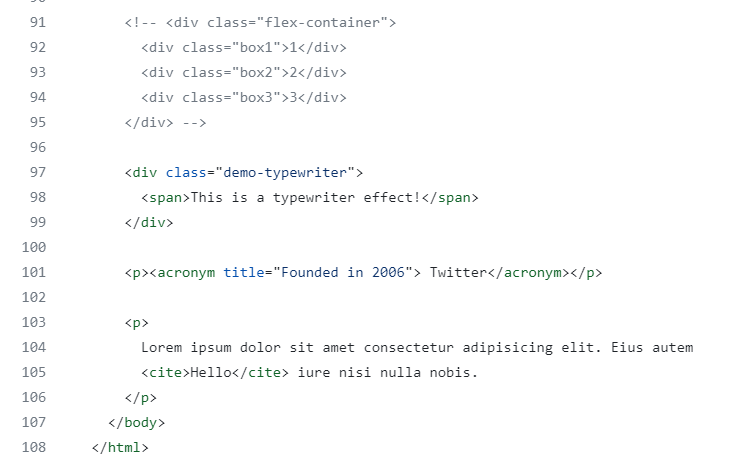 91 <!-- <div class="flex-container">
92 <div class="box1">1</div>
93 <div class="box2">2</div>
94 <div class="box3">3</div>
95 </div> -->
96
97 <div class="demo-typewriter">
98 <span>This is a typewriter effect!</span>
99 </div>
100
101 <p><acronym title="Founded in 2006"> Twitter</acronym></p>
102
103 <p>
104 Lorem ipsum dolor sit amet consectetur adipisicing elit. Eius autem
105 <cite>Hello</cite> iure nisi nulla nobis.
106 </p>
107 </body>
108 </html>